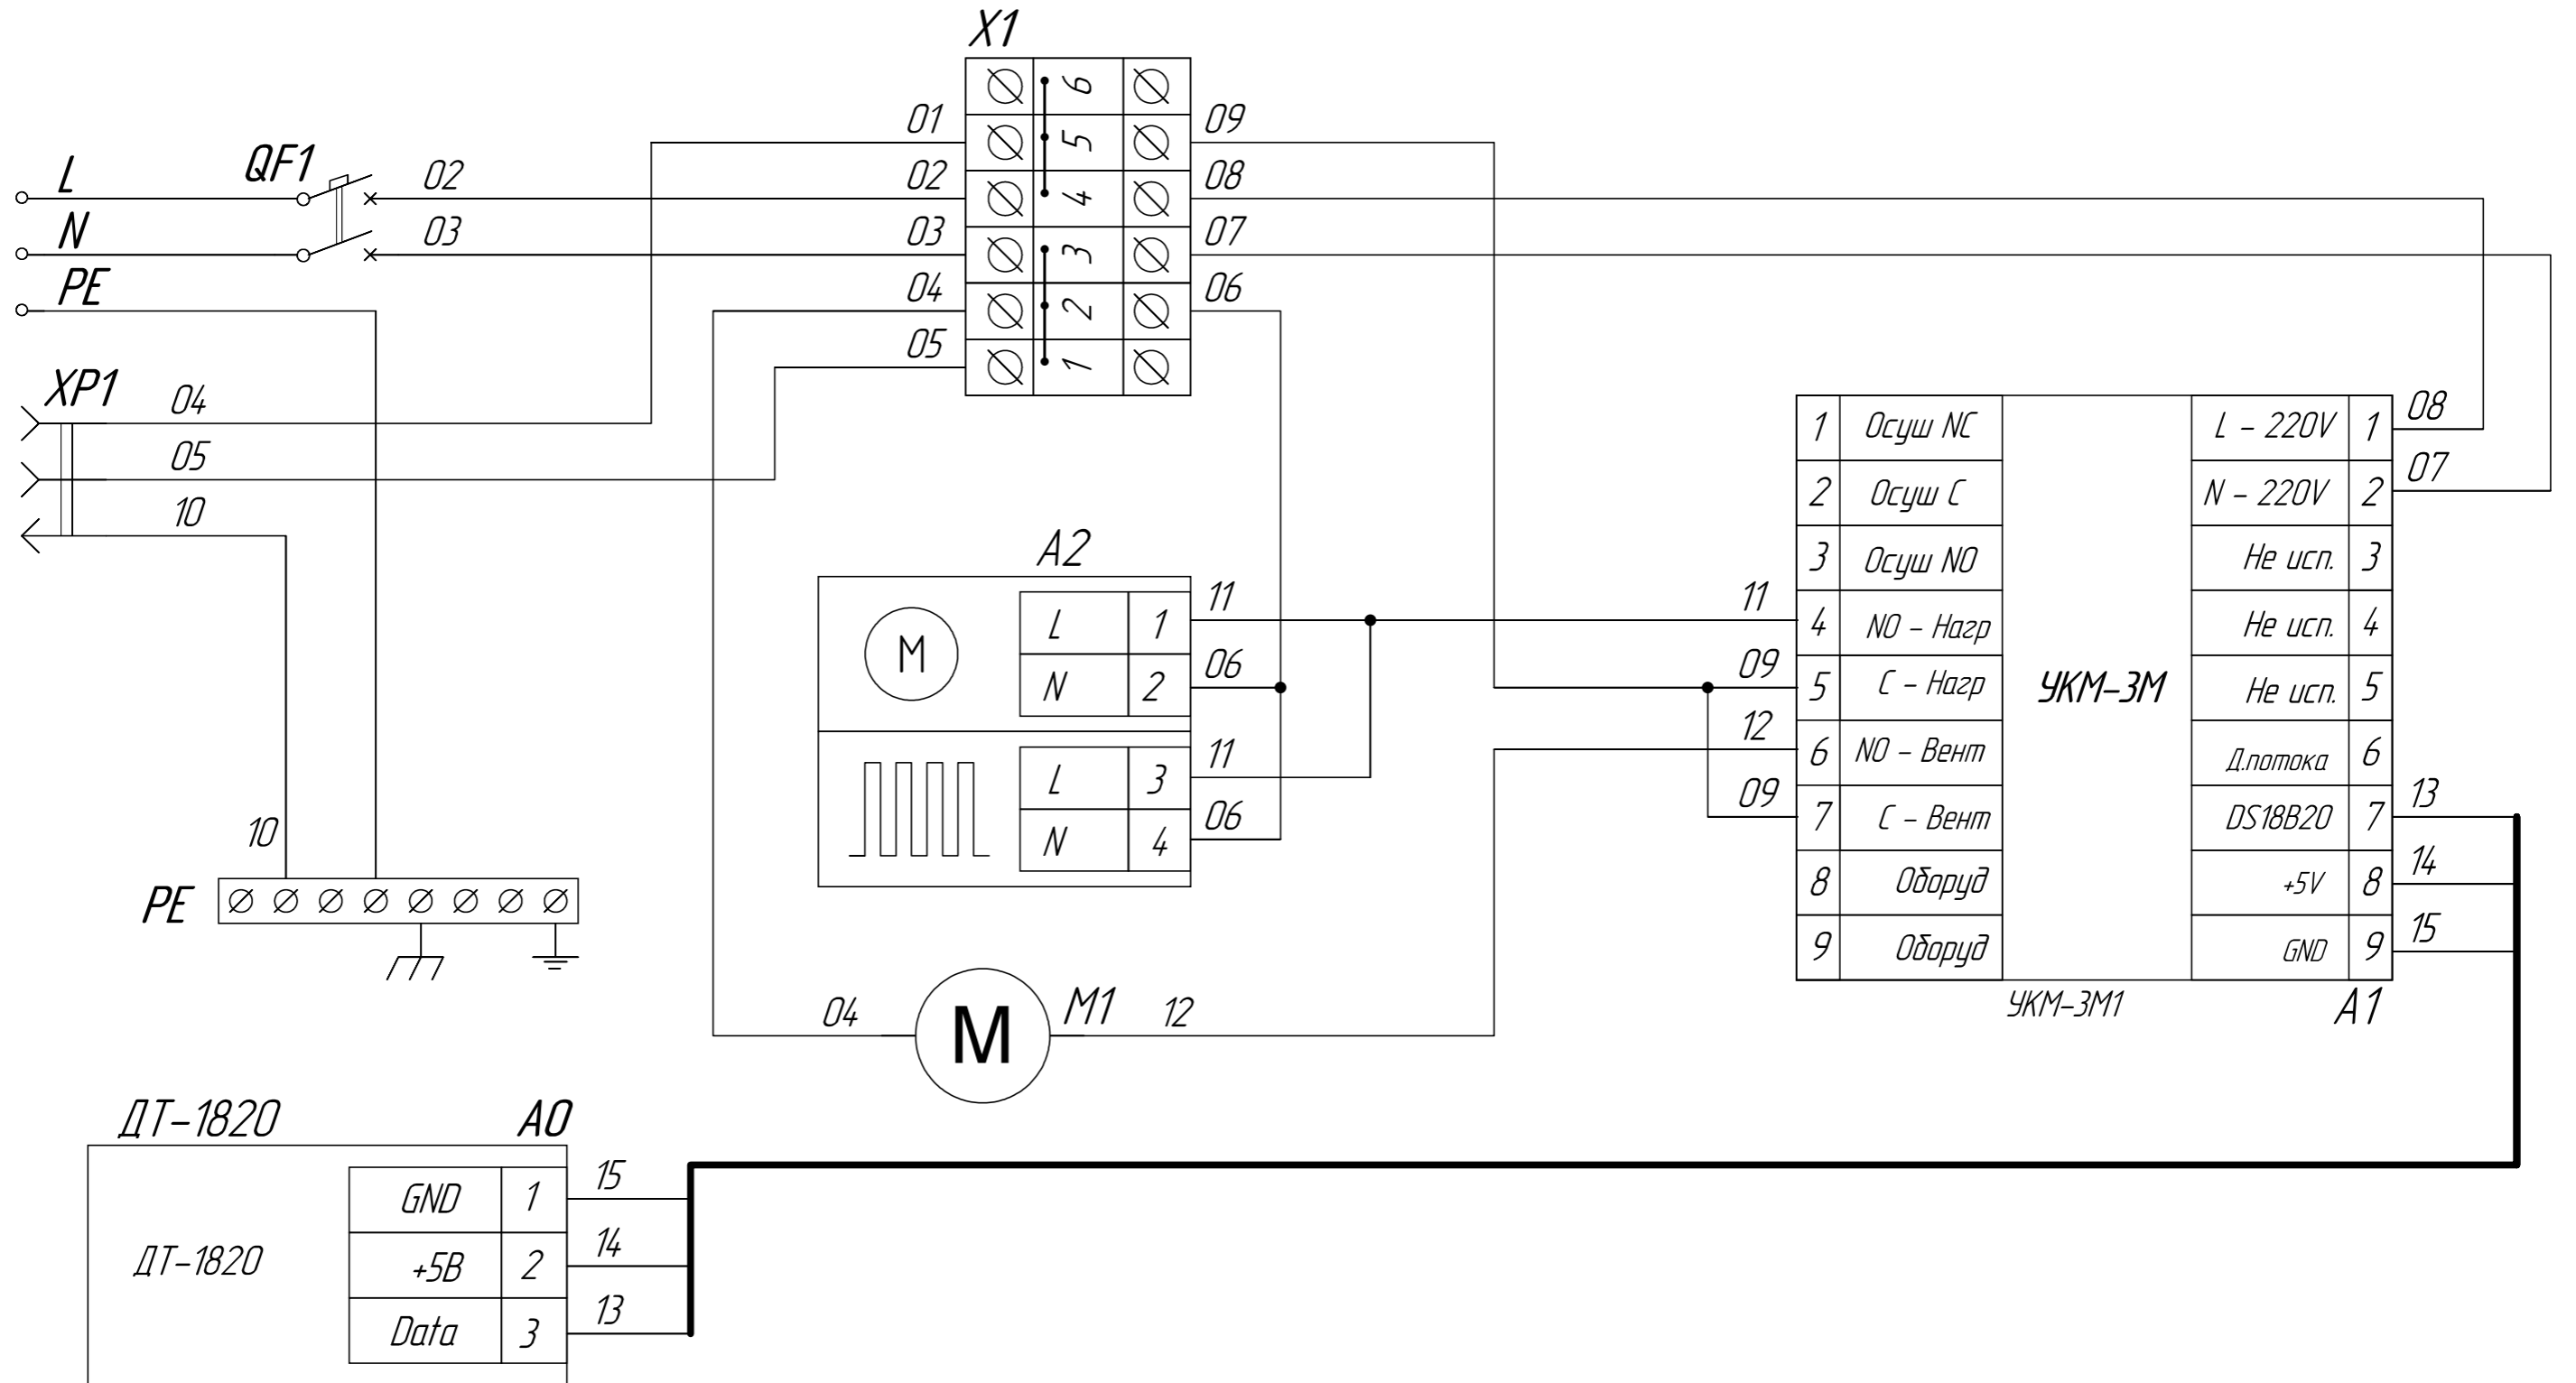 X1
6
01 5 09
L QF1 02 02 4 08
N 03 03 3 07
PE 04 2 06
05 1
XP1
04
05
10
10
PE
A2
M
L 1 11
N 2 06
L 3 11
N 4 06
04 M M1 12
1 Осуш NC L - 220V 1 08
2 Осуш C N - 220V 2 07
3 Осуш NO Не исп. 3
11 4 NO - Нагр Не исп. 4
09 5 C - Нагр УКМ-3М Не исп. 5
12 6 NO - Вент Д.потока 6
09 7 C - Вент DS18B20 7 13
8 Оборуд +5V 8 14
9 Оборуд GND 9 15
УКМ-3М1 A1
ДТ-1820 A0
GND 1 15
ДТ-1820 +5В 2 14
Data 3 13